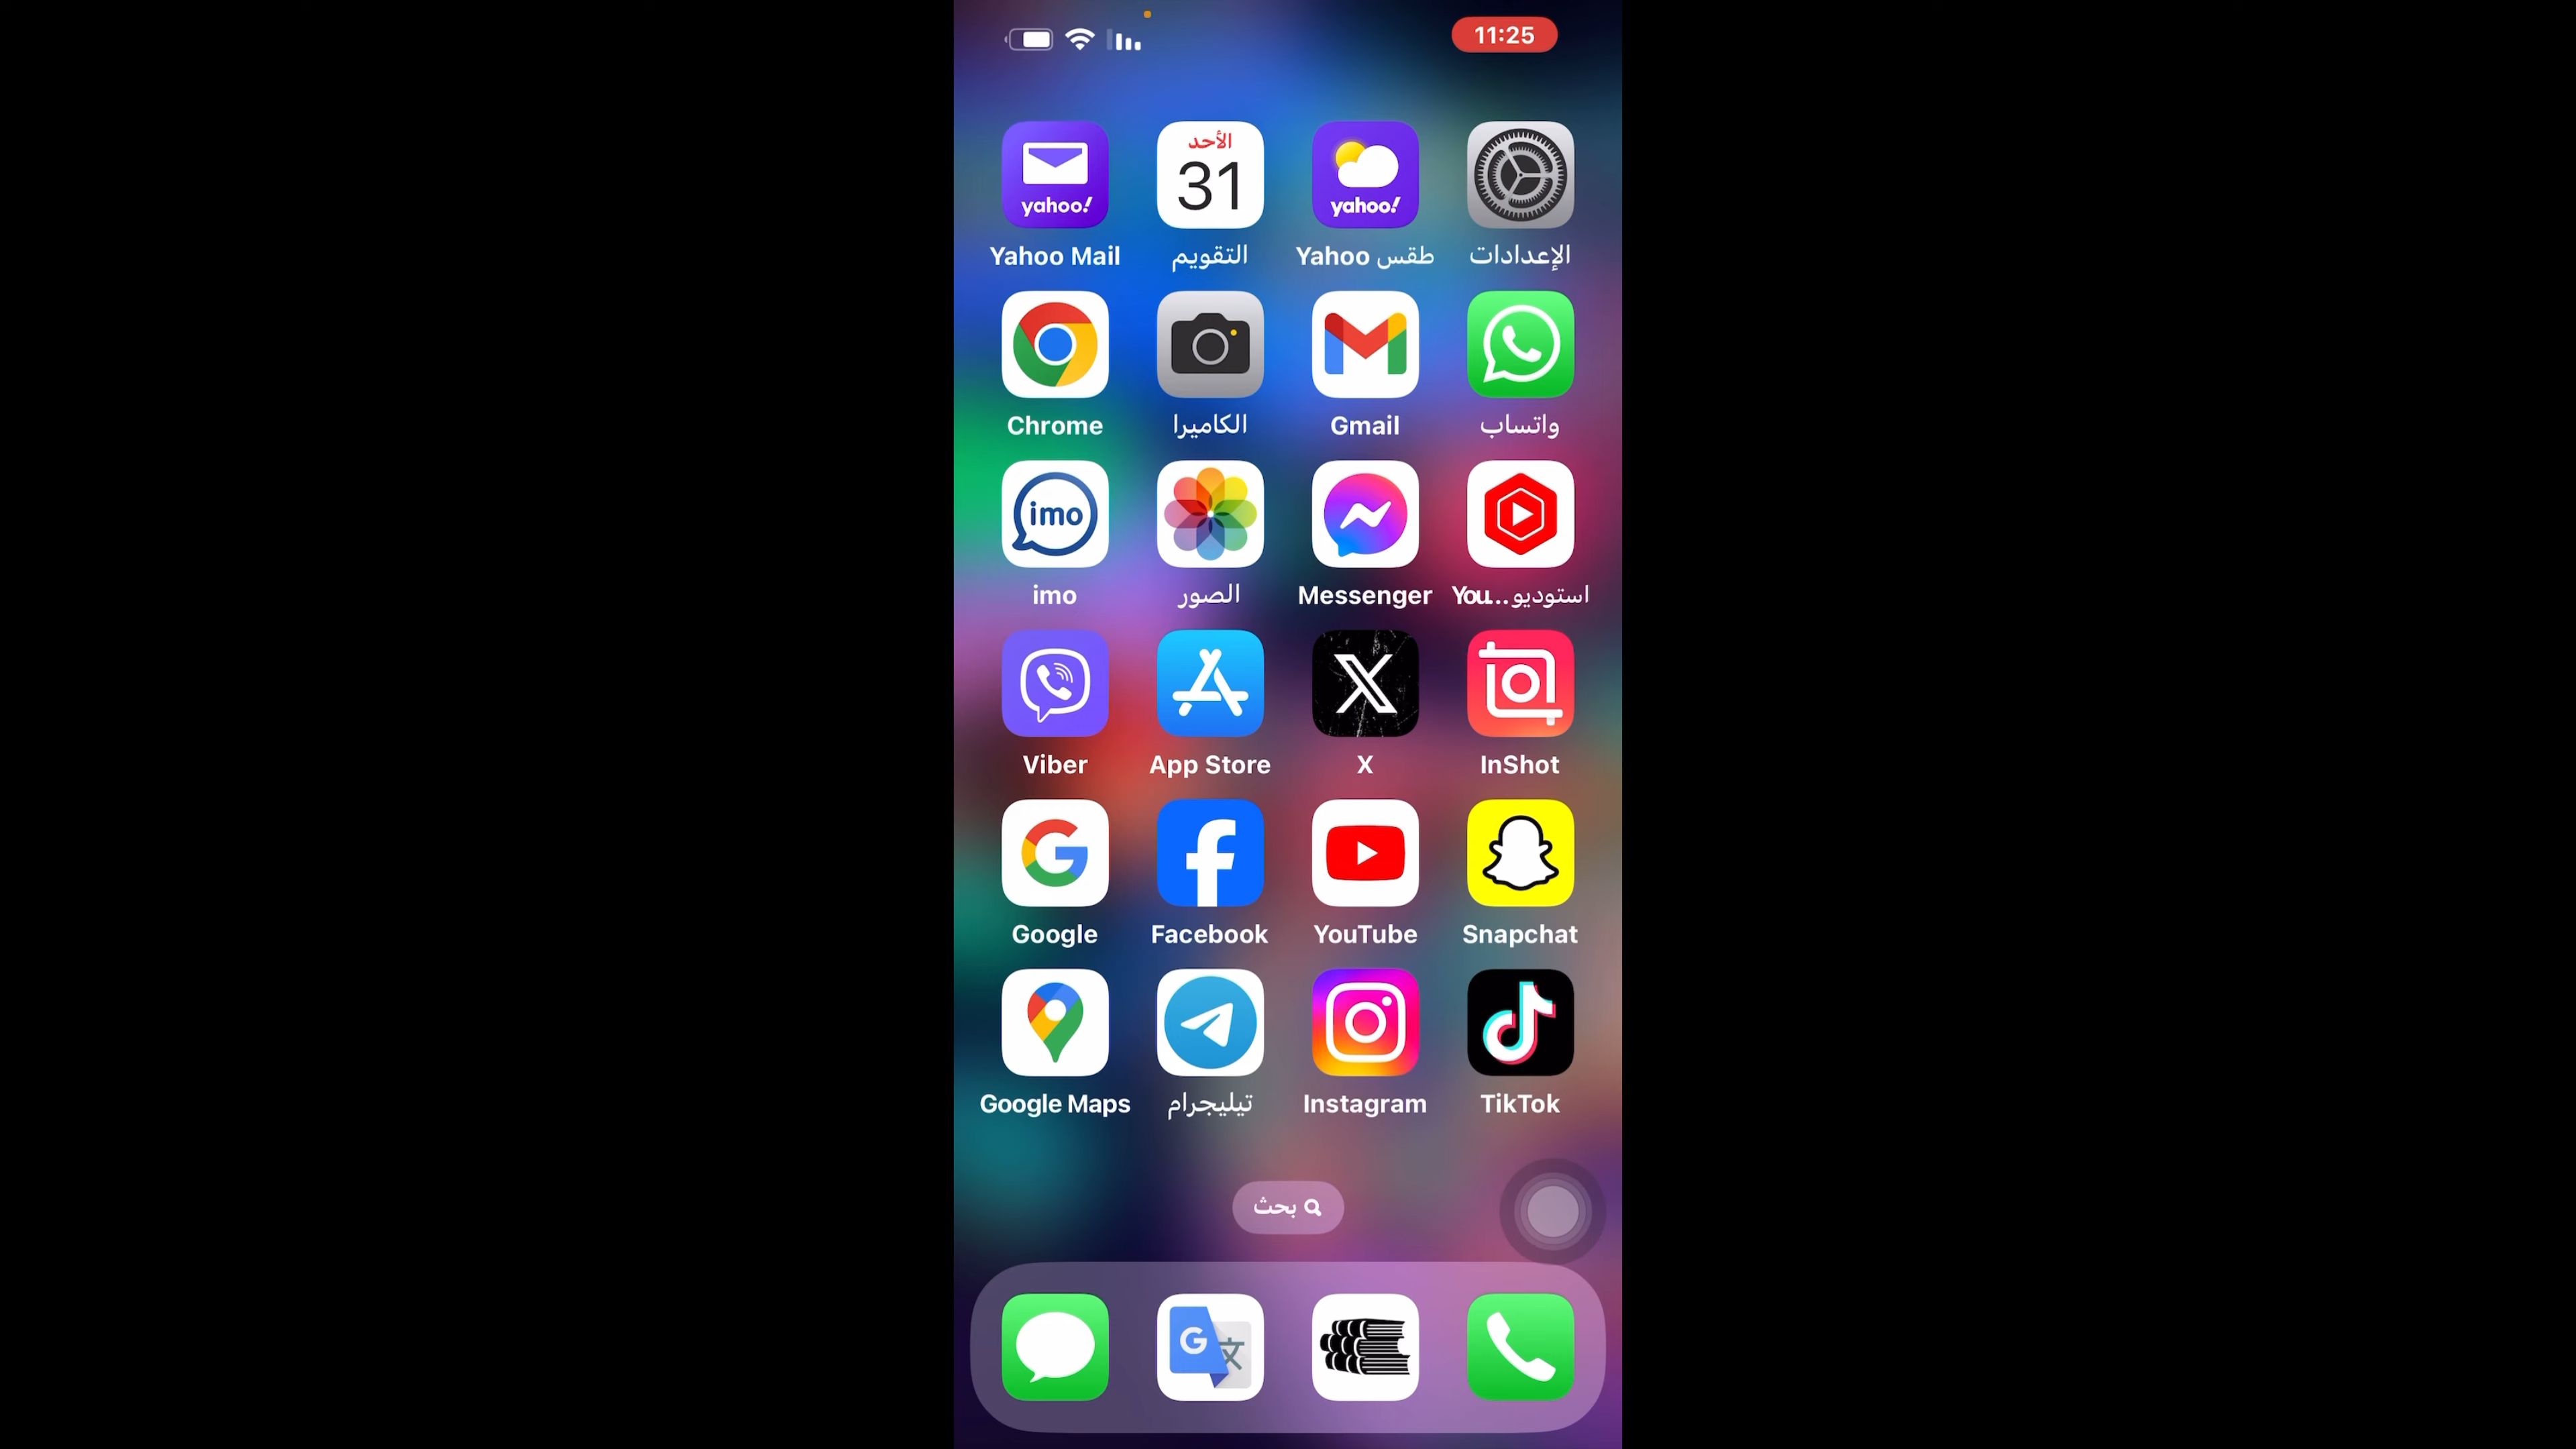 11:25
yahoo!
الأحد
31
yahoo!
Yahoo Mail
التقويم
طقس Yahoo
الإعدادات
Chrome
الكاميرا
Gmail
واتساب
imo
imo
الصور
Messenger
استوديو You...
Viber
App Store
X
InShot
Google
Facebook
YouTube
Snapchat
Google Maps
تيليجرام
Instagram
TikTok
بحث
G 文